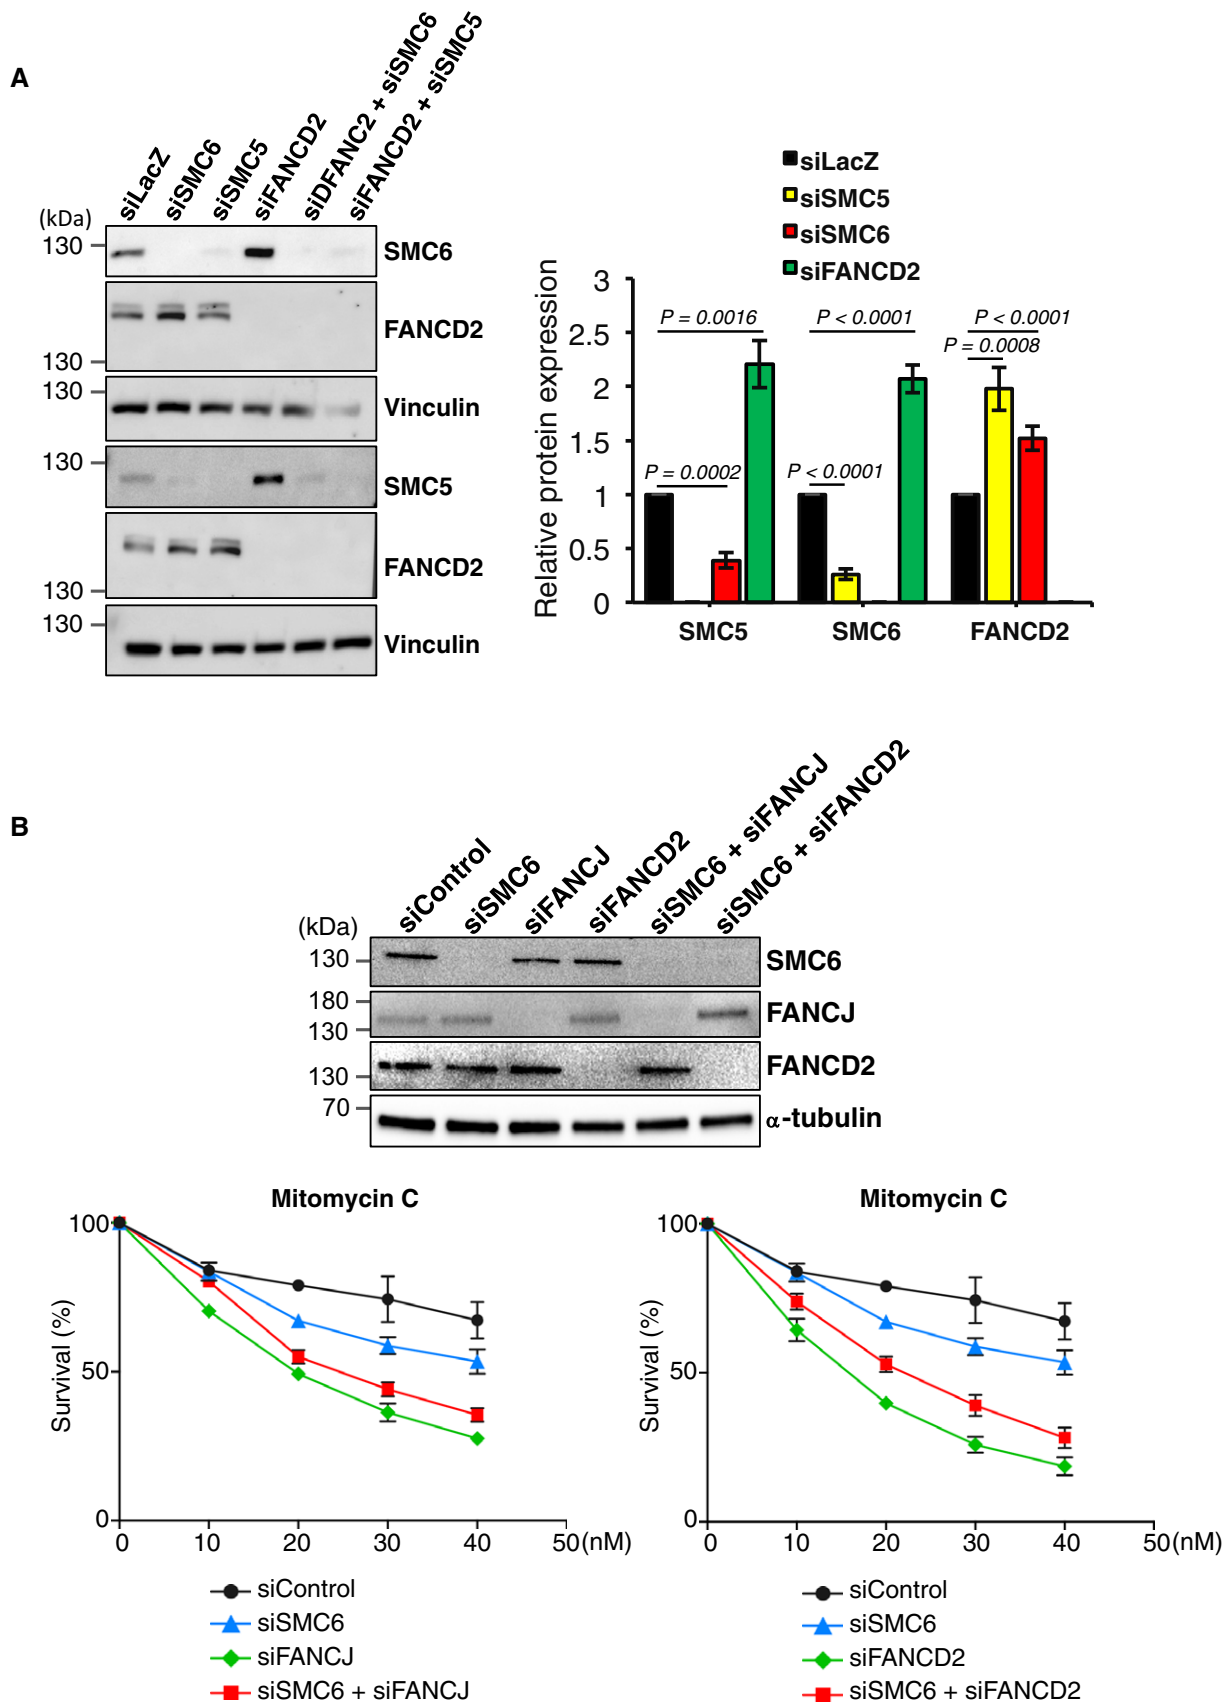 A
siLacZ
siSMC6
siSMC5
siFANCD2
siDFANC2 + siSMC6
siFANCD2 + siSMC5
(kDa)
130
SMC6
FANCD2
130
130
Vinculin
130
SMC5
FANCD2
130
130
Vinculin
siLacZ
siSMC5
siSMC6
siFANCD2
Relative protein expression
3
2.5
2
1.5
1
0.5
0
P = 0.0016
P < 0.0001
P < 0.0001
P = 0.0008
P = 0.0002
P < 0.0001
SMC5
SMC6
FANCD2
B
siControl
siSMC6
siFANCJ
siFANCD2
siSMC6 + siFANCJ
siSMC6 + siFANCD2
(kDa)
130
SMC6
180
130
FANCJ
130
FANCD2
70
α-tubulin
Mitomycin C
Survival (%)
100
50
0
0 10 20 30 40 50 (nM)
siControl
siSMC6
siFANCJ
siSMC6 + siFANCJ
Mitomycin C
Survival (%)
100
50
0
0 10 20 30 40 50 (nM)
siControl
siSMC6
siFANCD2
siSMC6 + siFANCD2